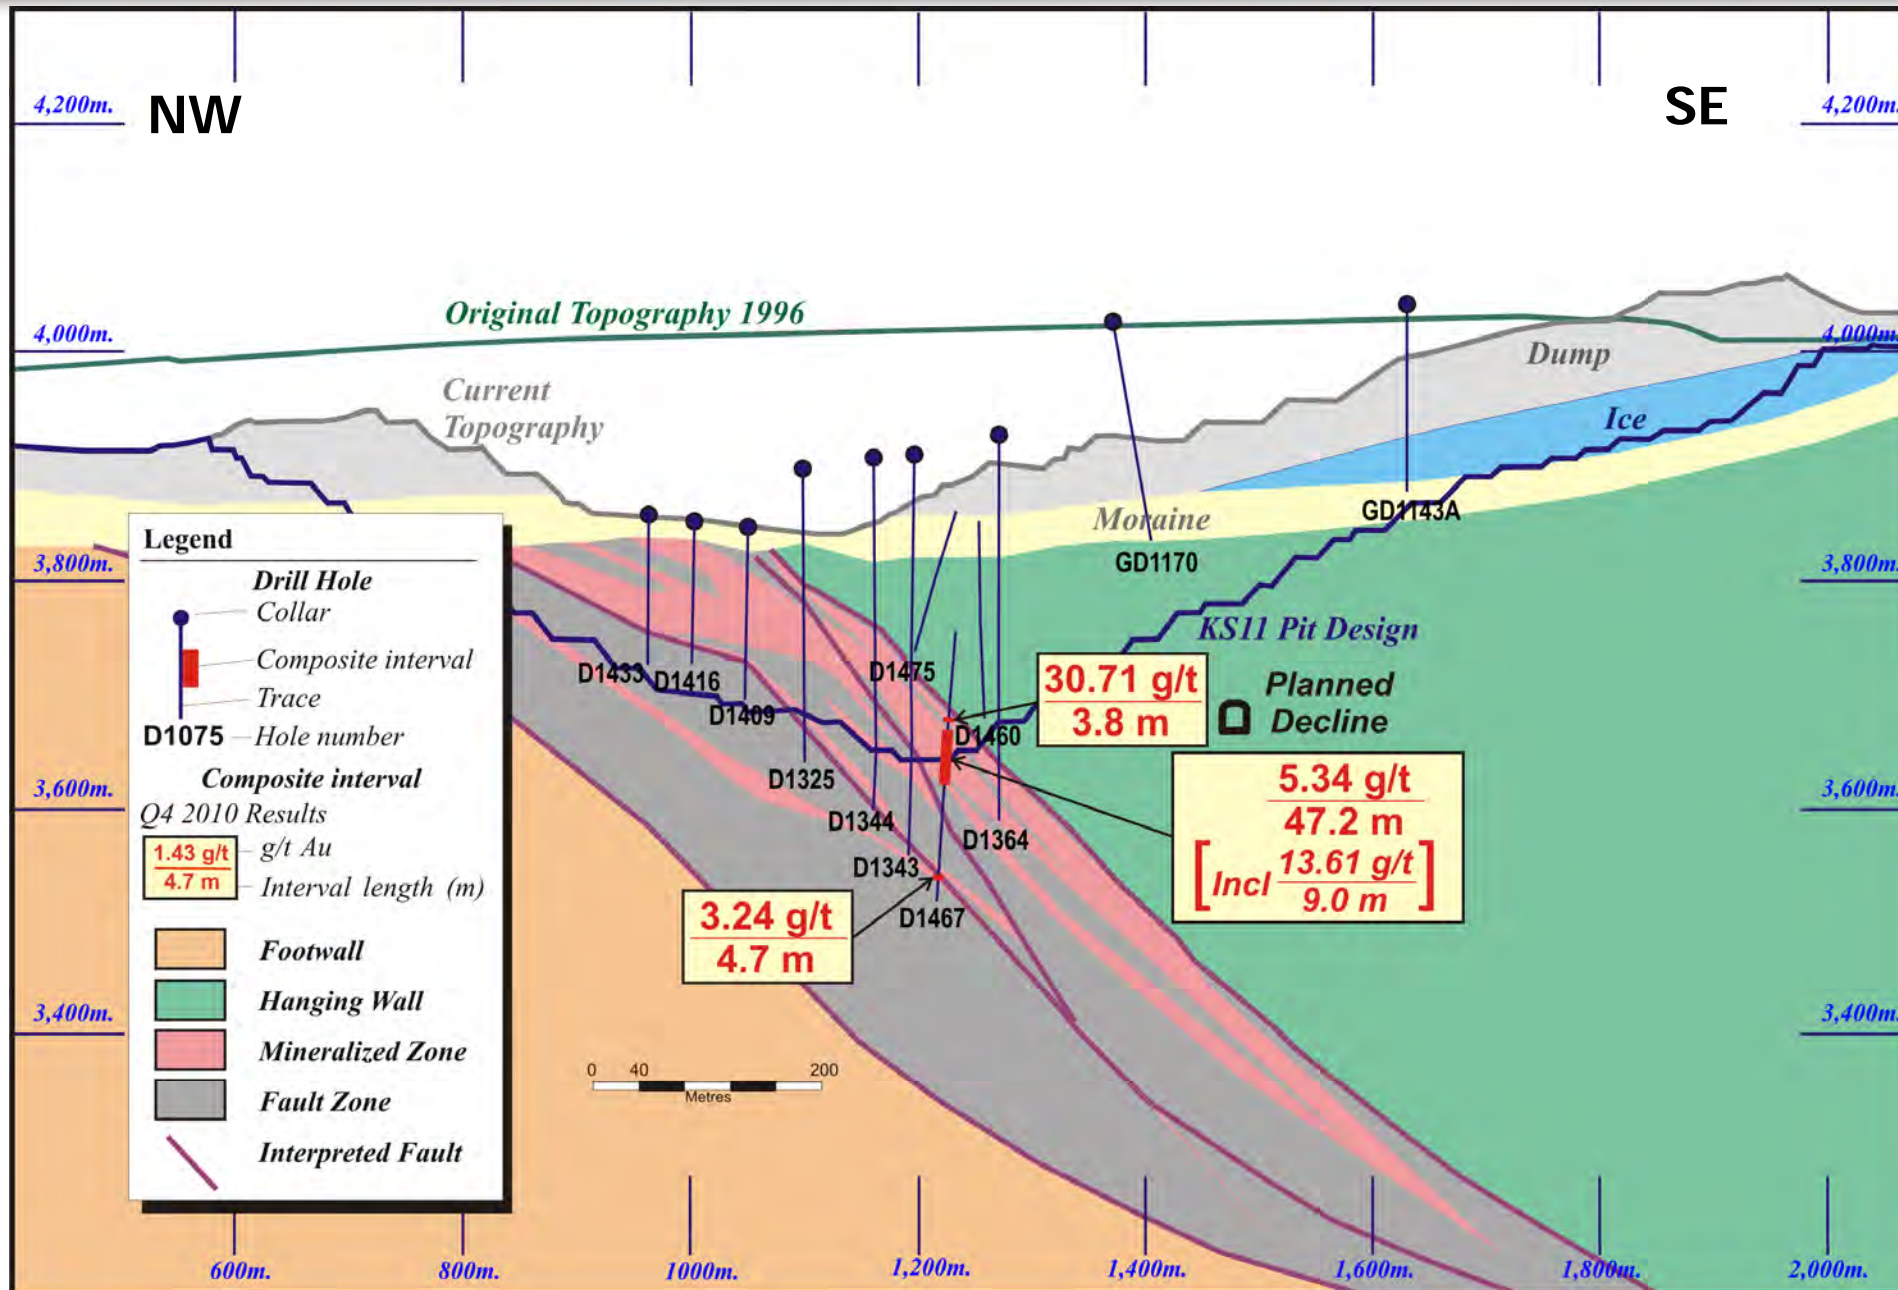 4,200m.
NW
SE
4,200m.
Original Topography 1996
4,000m.
4,000m.
Dump
Current
Topography
Ice
Moraine
GD1143A
GD1170
3,800m.
3,800m.
KS11 Pit Design
D1433
D1416
D1409
D1475
D1460
D1325
D1344
D1343
D1364
D1467
30.71 g/t
3.8 m
Planned
Decline
5.34 g/t
47.2 m
[Incl 13.61 g/t
9.0 m]
3.24 g/t
4.7 m
3,600m.
3,600m.
3,400m.
3,400m.
Legend
Drill Hole
Collar
Composite interval
Trace
D1075 Hole number
Composite interval
Q4 2010 Results
1.43 g/t
4.7 m
g/t Au
Interval length (m)
Footwall
Hanging Wall
Mineralized Zone
Fault Zone
Interpreted Fault
0 40 200
Metres
600m. 800m. 1000m. 1,200m. 1,400m. 1,600m. 1,800m. 2,000m.